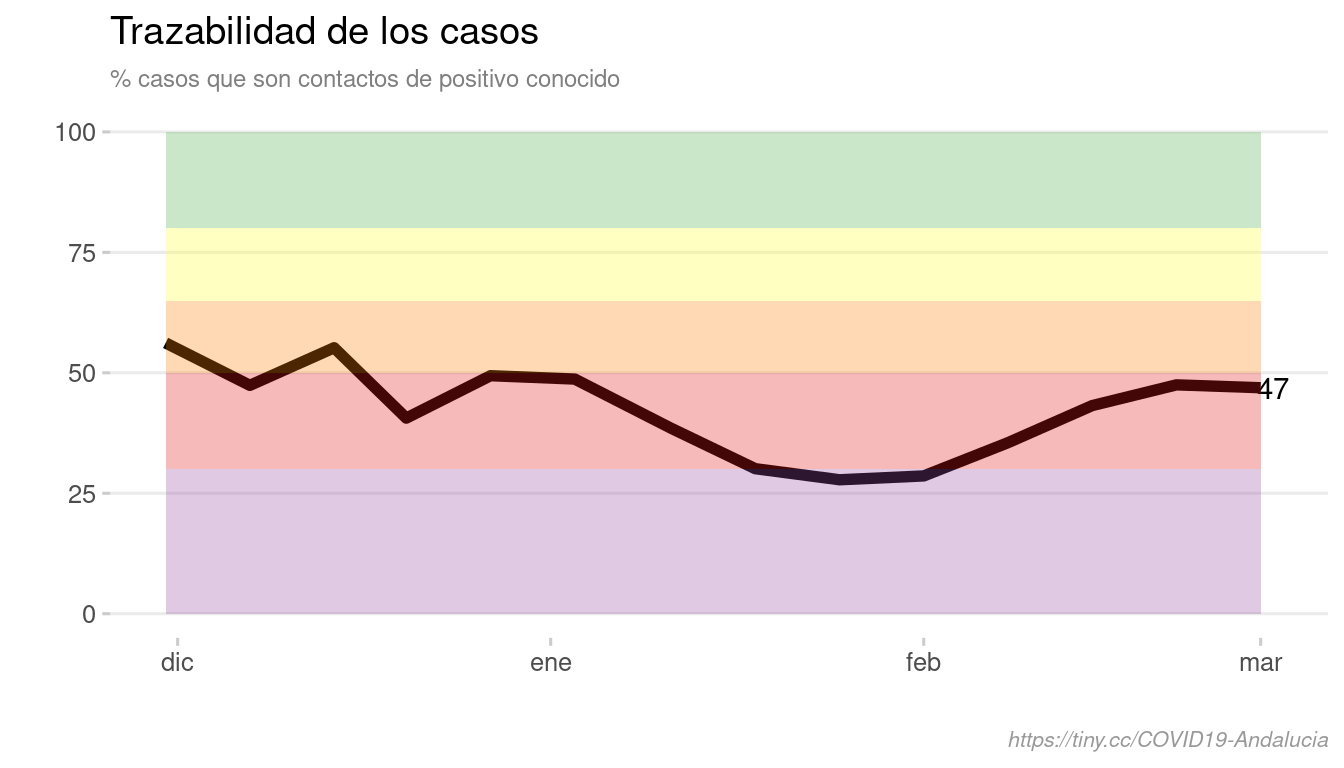 Trazabilidad de los casos
% casos que son contactos de positivo conocido
100
75
50
47
25
0
dic ene feb mar
https://tiny.cc/COVID19-Andalucia